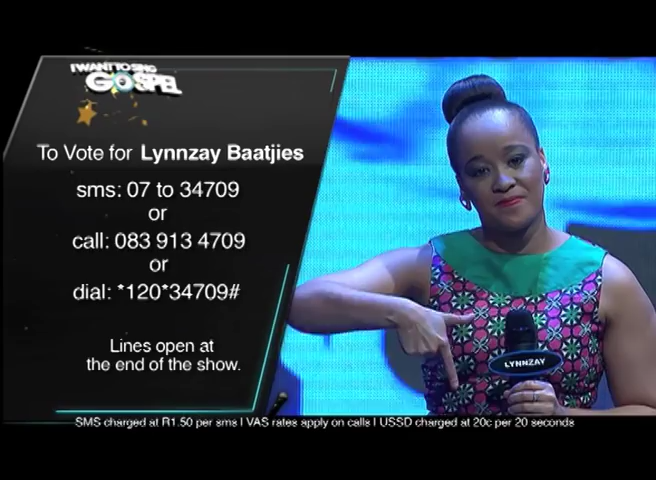 I WANT TO SING
GOSPEL
To Vote for Lynnzay Baatjies
sms: 07 to 34709
or
call: 083 913 4709
or
dial: *120*34709#
Lines open at
the end of the show.
LYNNZAY
SMS charged at R1.50 per sms I VAS rates apply on calls I USSD charged at 20c per 20 seconds